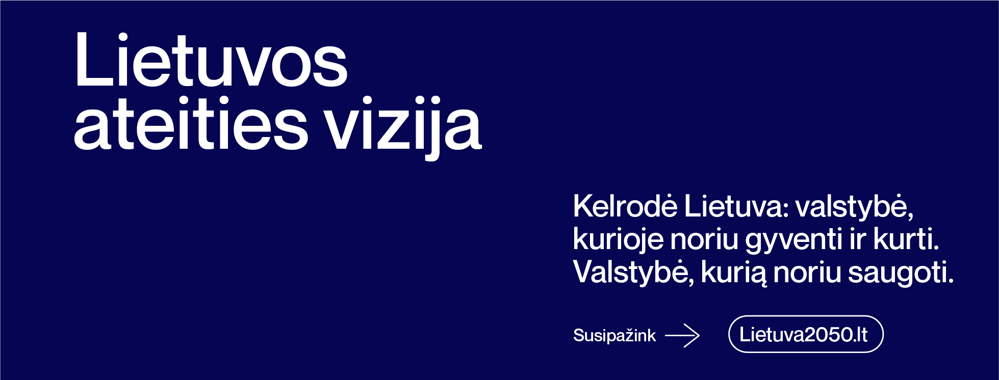 Lietuvos
ateities vizija
Kelrodė Lietuva: valstybė,
kurioje noriu gyventi ir kurti.
Valstybė, kurią noriu saugoti.
Susipažink
Lietuva2050.lt